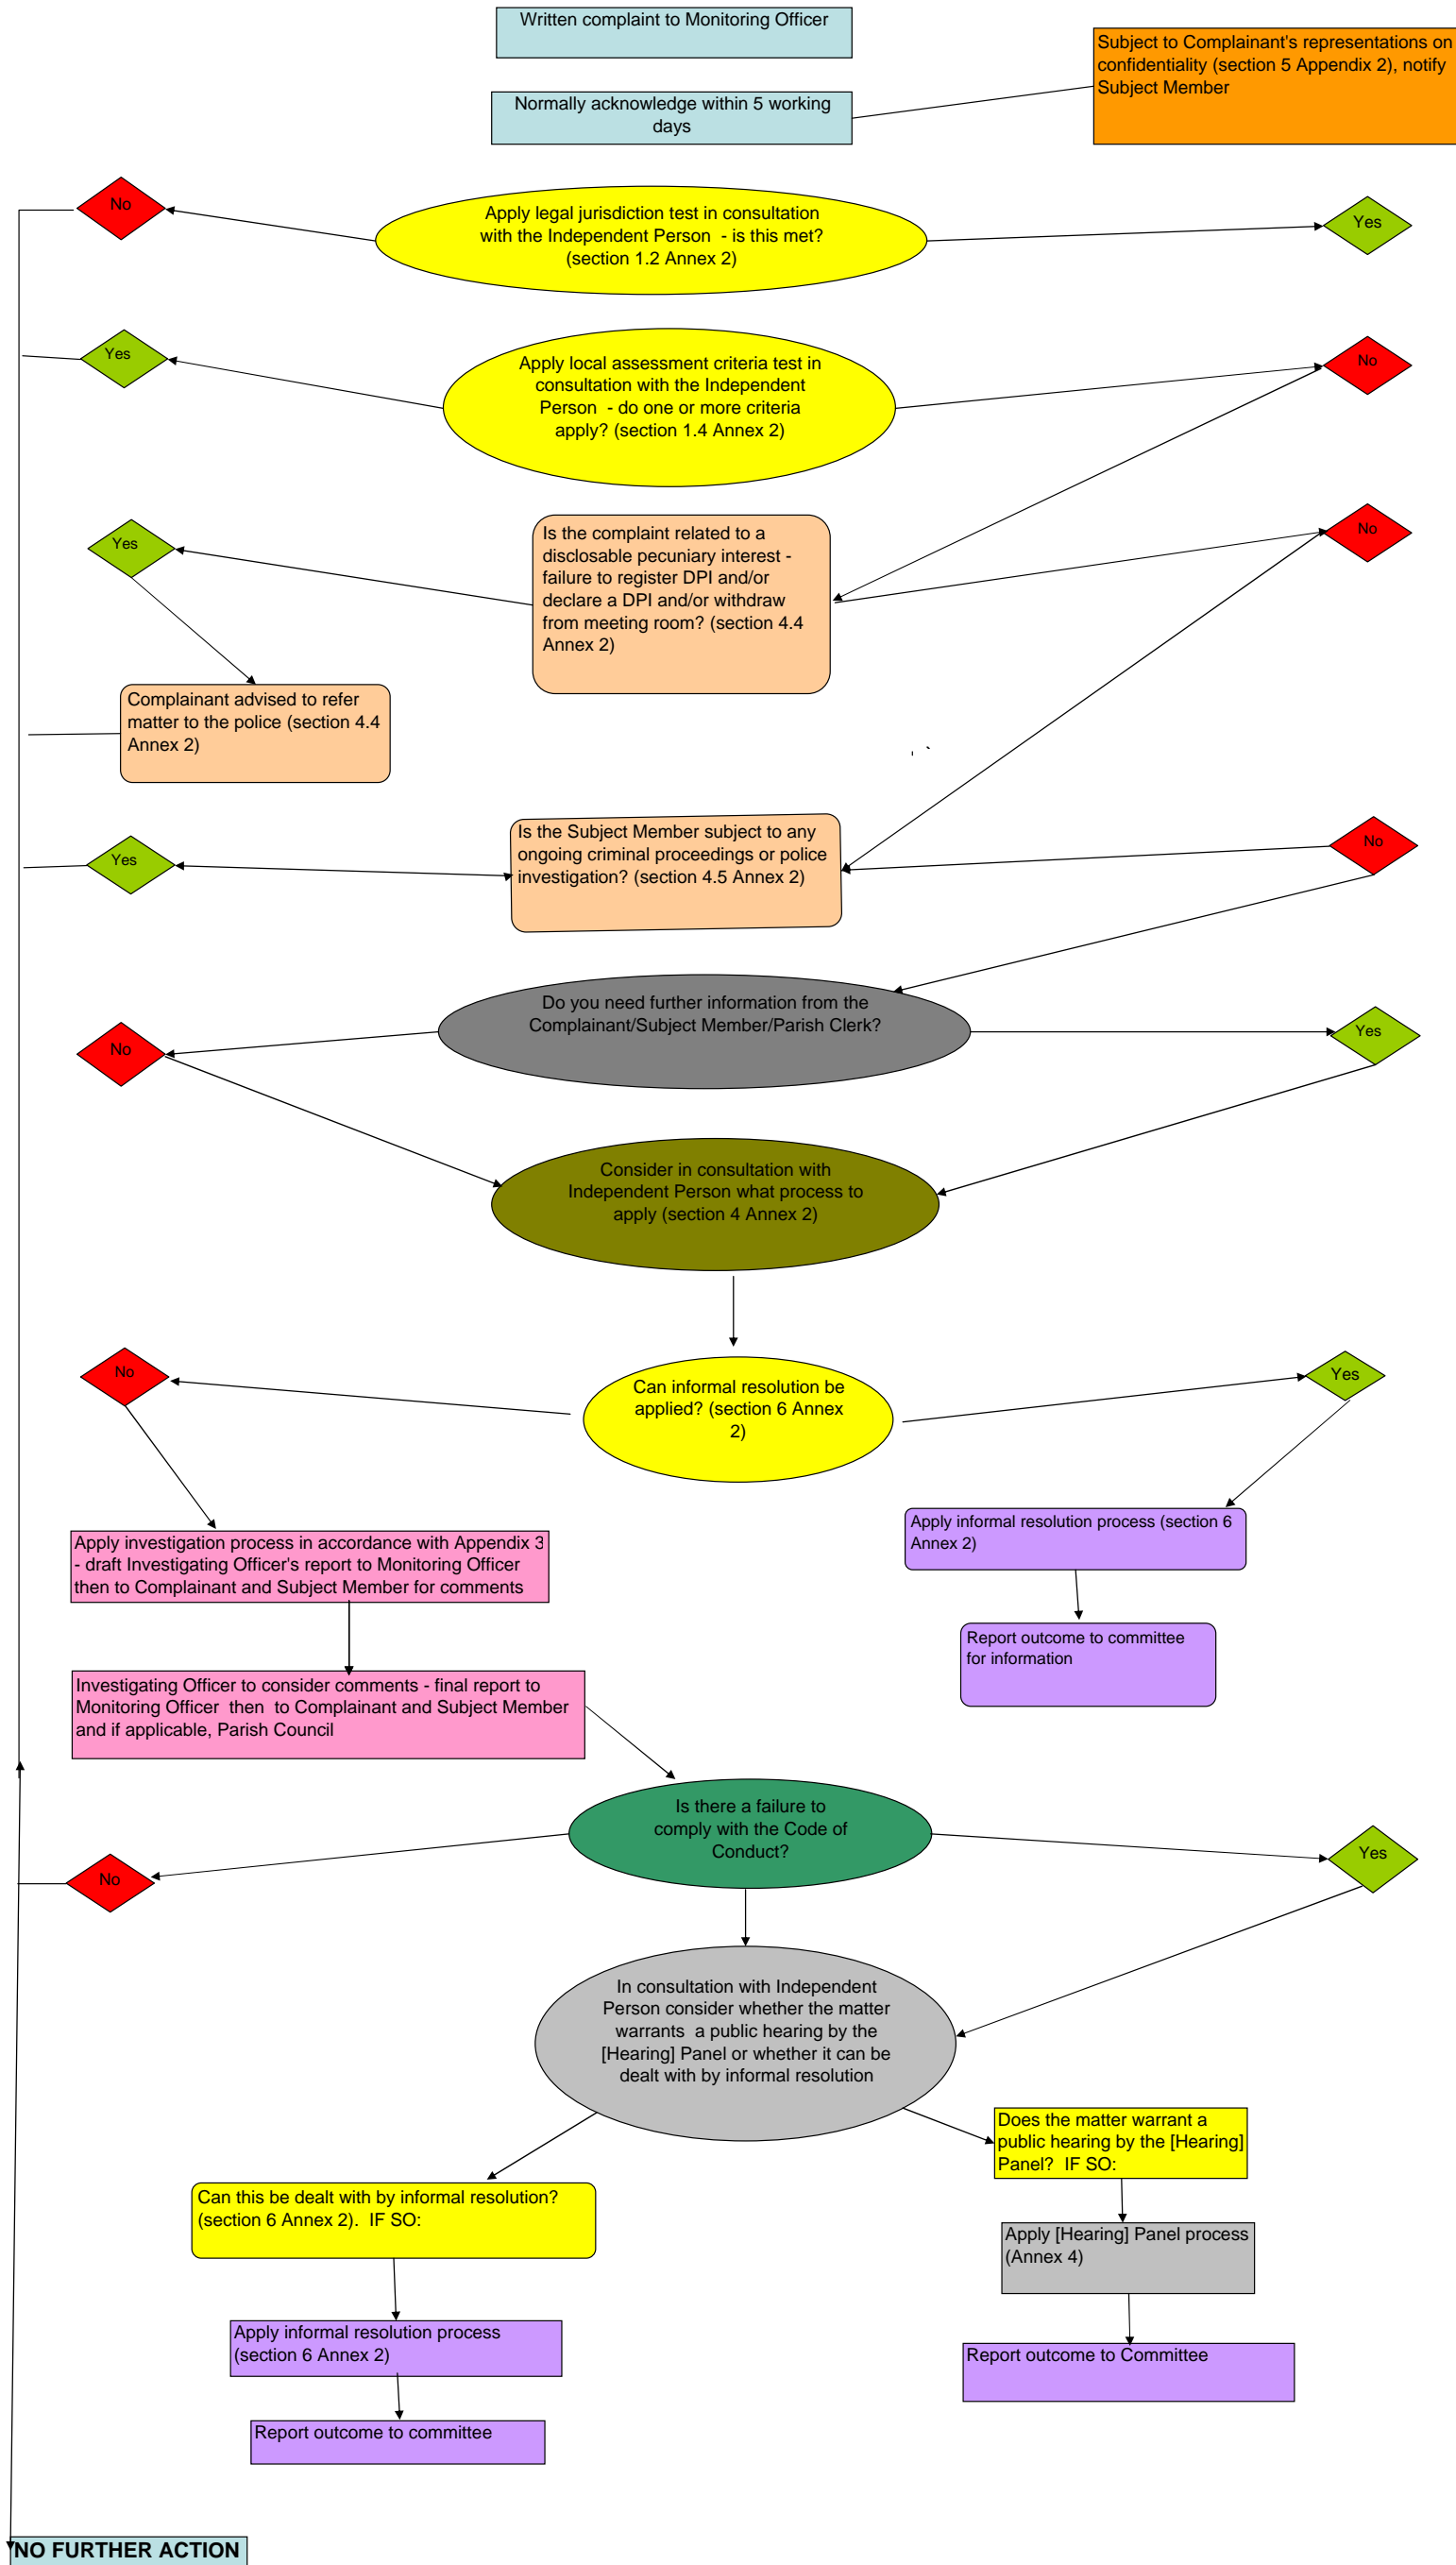 Written complaint to Monitoring Officer
Subject to Complainant's representations on
confidentiality (section 5 Appendix 2), notify
Subject Member
Normally acknowledge within 5 working
days
No
Apply legal jurisdiction test in consultation
with the Independent Person  - is this met?
(section 1.2 Annex 2)
Yes
Yes
Apply local assessment criteria test in
consultation with the Independent
Person  - do one or more criteria
apply? (section 1.4 Annex 2)
No
Yes
Is the complaint related to a
disclosable pecuniary interest -
failure to register DPI and/or
declare a DPI and/or withdraw
from meeting room? (section 4.4
Annex 2)
No
Complainant advised to refer
matter to the police (section 4.4
Annex 2)
Yes
Is the Subject Member subject to any
ongoing criminal proceedings or police
investigation? (section 4.5 Annex 2)
No
Do you need further information from the
Complainant/Subject Member/Parish Clerk?
No
Yes
Consider in consultation with
Independent Person what process to
apply (section 4 Annex 2)
No
Can informal resolution be
applied? (section 6 Annex
2)
Yes
Apply investigation process in accordance with Appendix 3
- draft Investigating Officer's report to Monitoring Officer
then to Complainant and Subject Member for comments
Apply informal resolution process (section 6
Annex 2)
Report outcome to committee
for information
Investigating Officer to consider comments - final report to
Monitoring Officer  then  to Complainant and Subject Member
and if applicable, Parish Council
Is there a failure to
comply with the Code of
Conduct?
No
Yes
In consultation with Independent
Person consider whether the matter
warrants  a public hearing by the
[Hearing] Panel or whether it can be
dealt with by informal resolution
Does the matter warrant a
public hearing by the [Hearing]
Panel?  IF SO:
Can this be dealt with by informal resolution?
(section 6 Annex 2).  IF SO:
Apply [Hearing] Panel process
(Annex 4)
Apply informal resolution process
(section 6 Annex 2)
Report outcome to Committee
Report outcome to committee
NO FURTHER ACTION